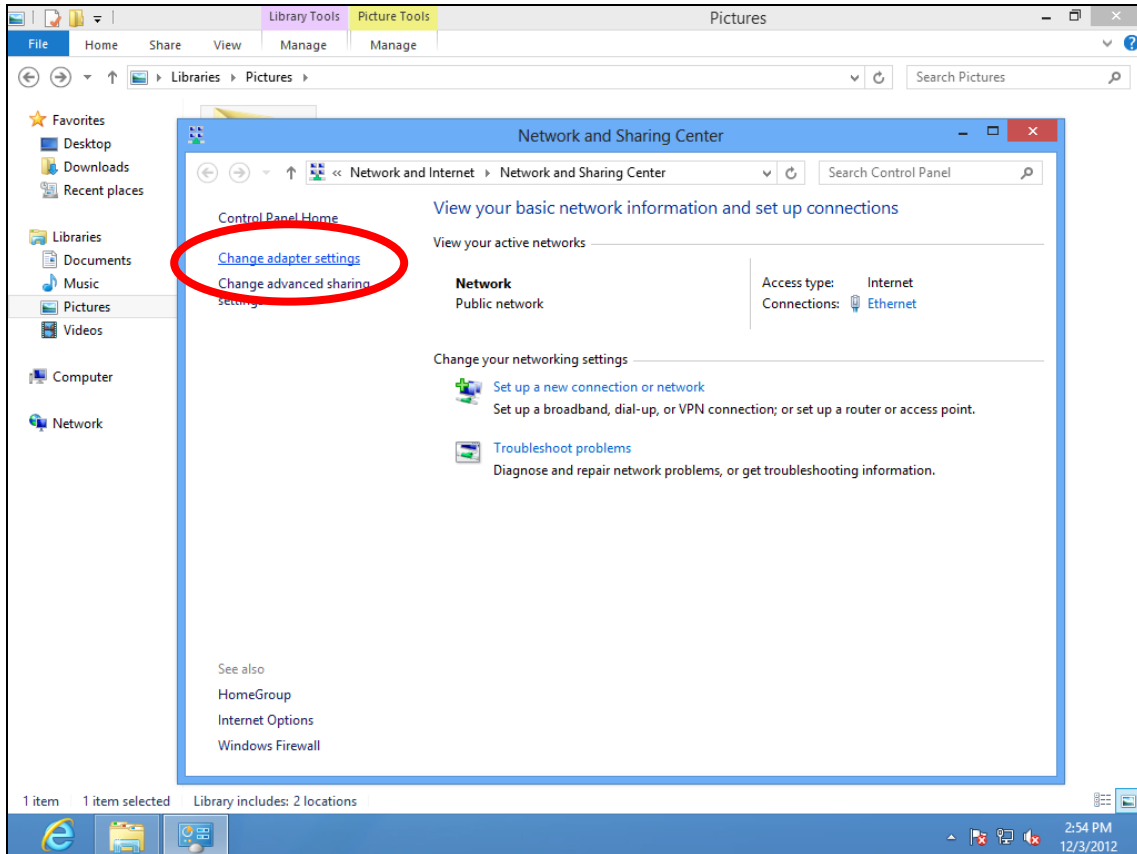 Library Tools
Picture Tools
Pictures
File
Home
Share
View
Manage
Manage
Libraries
Pictures
Search Pictures
Favorites
Desktop
Downloads
Recent places
Libraries
Documents
Music
Pictures
Videos
Computer
Network
Network and Sharing Center
« Network and Internet
Network and Sharing Center
Search Control Panel
Control Panel Home
Change adapter settings
Change advanced sharing
settings
View your basic network information and set up connections
View your active networks
Network
Public network
Access type: Internet
Connections: Ethernet
Change your networking settings
Set up a new connection or network
Set up a broadband, dial-up, or VPN connection; or set up a router or access point.
Troubleshoot problems
Diagnose and repair network problems, or get troubleshooting information.
See also
HomeGroup
Internet Options
Windows Firewall
1 item
1 item selected
Library includes: 2 locations
2:54 PM
12/3/2012